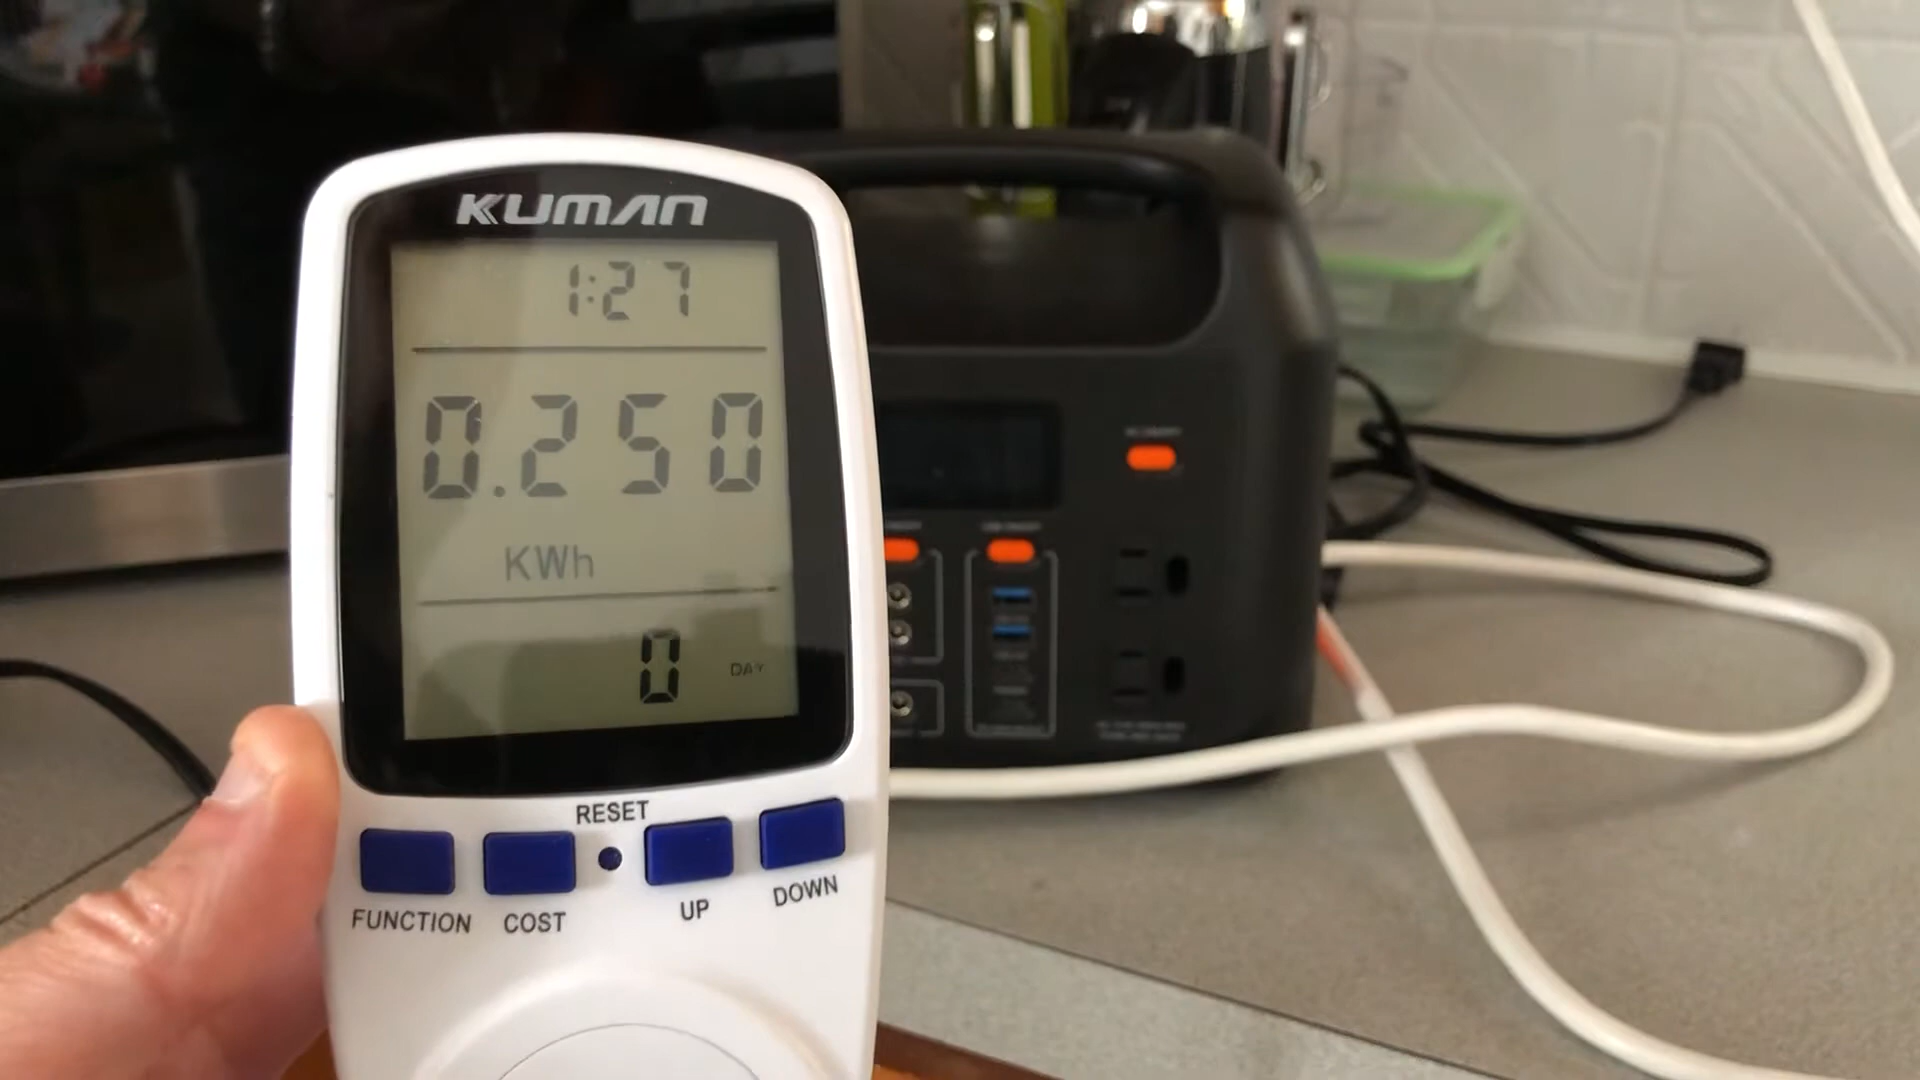 KUMAN
1:27
0.250
KWh
0 DAY
RESET
FUNCTION COST UP DOWN